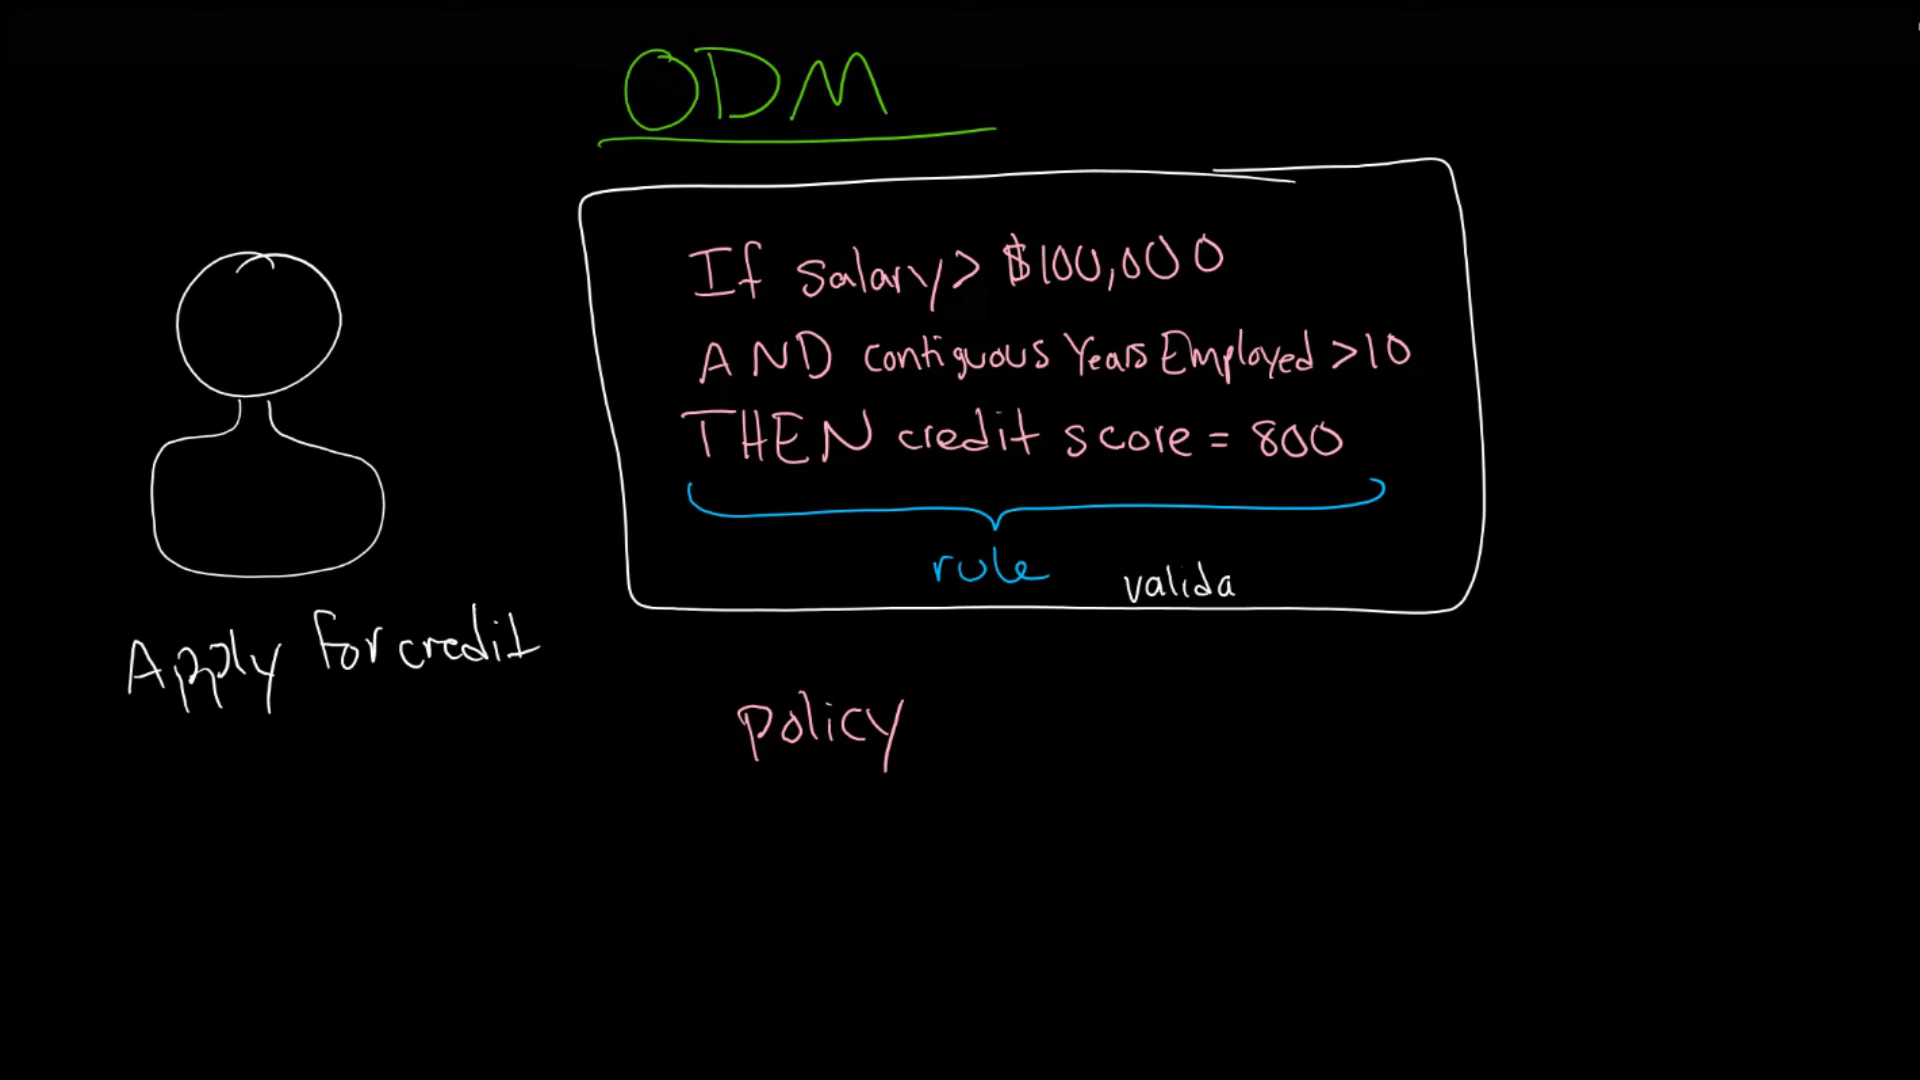 ODM
If salary > $100,000
AND contiguous Years Employed > 10
THEN credit score = 800
rule
valida
Apply for credit
policy